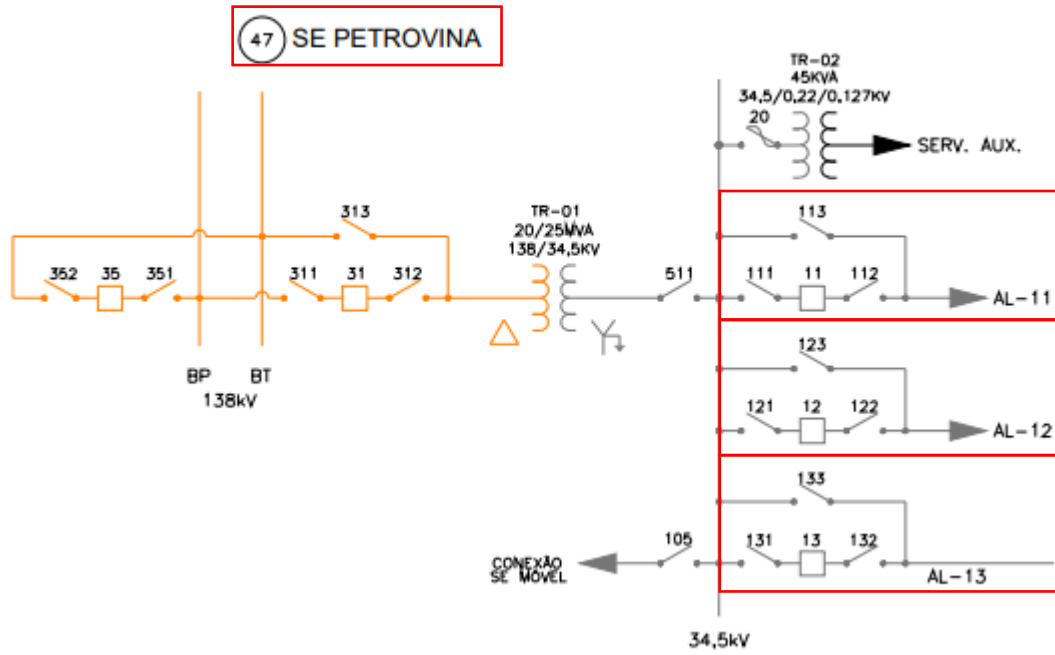 47 SE PETROVINA
TR-02
45KVA
34,5/0,22/0,127KV
20
SERV. AUX.
313
TR-01
20/25MVA
138/34,5KV
113
352 35 351 311 31 312 511 111 11 112
AL-11
BP BT
138kV
123
121 12 122
AL-12
133
105 131 13 132
CONEXÃO
SE MÓVEL
AL-13
34,5kV